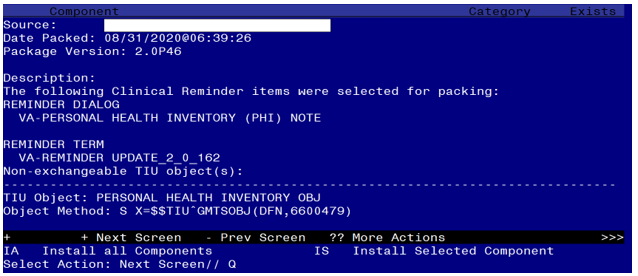 Component Category Exists
Source:
Date Packed: 08/31/2020@06:39:26
Package Version: 2.0P46
Description:
The following Clinical Reminder items were selected for packing:
REMINDER DIALOG
VA-PERSONAL HEALTH INVENTORY (PHI) NOTE
REMINDER TERM
VA-REMINDER UPDATE_2_0_162
Non-exchangeable TIU object(s):
--------------------------------------------------------------------------------
TIU Object: PERSONAL HEALTH INVENTORY OBJ
Object Method: S X=$$TIU^GMTSOBJ(DFN,6600479)
+ + Next Screen - Prev Screen ?? More Actions >>>
IA Install all Components IS Install Selected Component
Select Action: Next Screen// Q